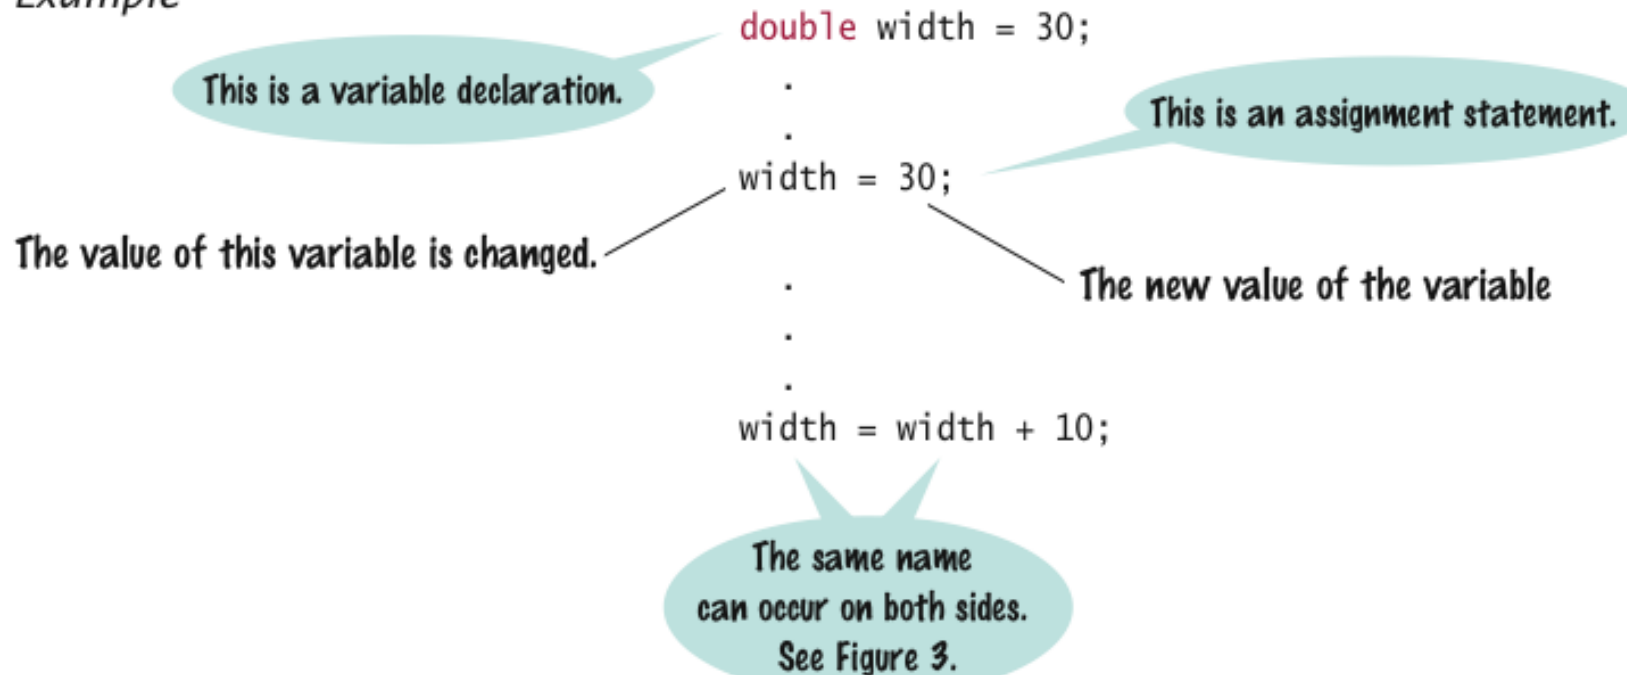 Example
double width = 30;
This is a variable declaration.
.
.
This is an assignment statement.
width = 30;
The value of this variable is changed.
The new value of the variable
.
.
.
width = width + 10;
The same name
can occur on both sides.
See Figure 3.